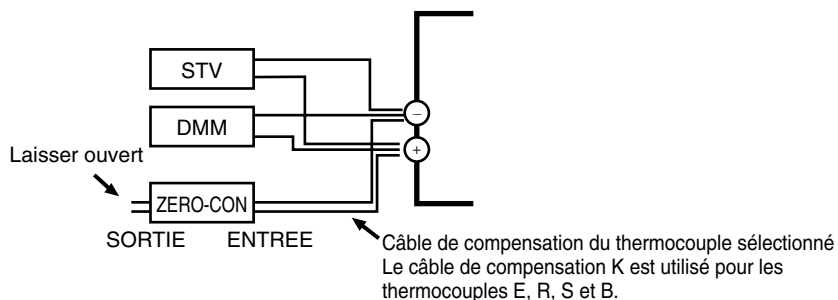 STV
−
DMM
+
Laisser ouvert
ZERO-CON
SORTIE ENTREE
Câble de compensation du thermocouple sélectionné
Le câble de compensation K est utilisé pour les
thermocouples E, R, S et B.